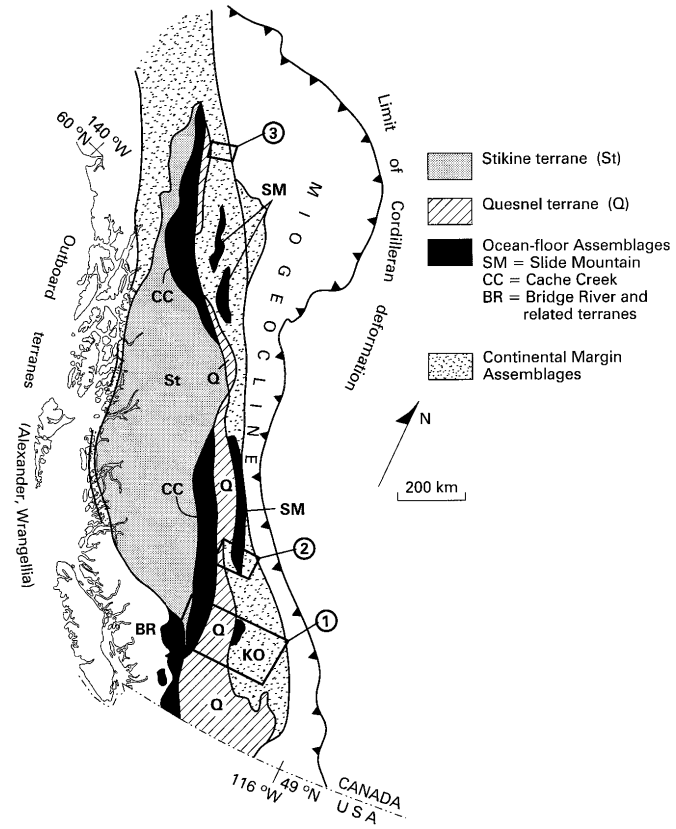 60 °N
140 °W
3
SM
MIOGEOCLINE
Limit of Cordilleran deformation
Outboard terranes
(Alexander, Wrangellia)
CC
St
Q
CC
Q
SM
2
1
BR
Q
KO
Q
116 °W
49 °N
CANADA
USA
Stikine terrane (St)
Quesnel terrane (Q)
Ocean-floor Assemblages
SM = Slide Mountain
CC = Cache Creek
BR = Bridge River and
related terranes
Continental Margin
Assemblages
N
200 km